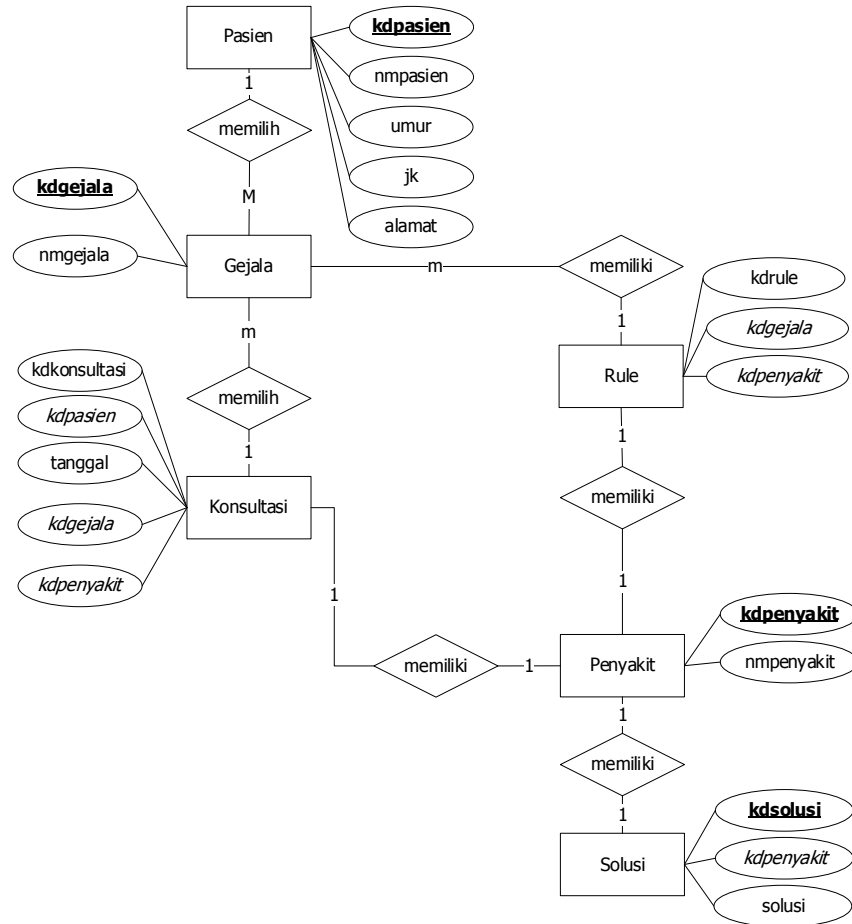 Pasien
kdpasien
nmpasien
umur
jk
alamat
1
memilih
M
kdgejala
nmgejala
Gejala
m
memiliki
1
kdrule
kdgejala
kdpenyakit
Rule
m
memilih
1
kdkonsultasi
kdpasien
tanggal
kdgejala
kdpenyakit
Konsultasi
1
memiliki
1
1
memiliki
1
kdpenyakit
nmpenyakit
Penyakit
1
memiliki
1
kdsolusi
kdpenyakit
solusi
Solusi